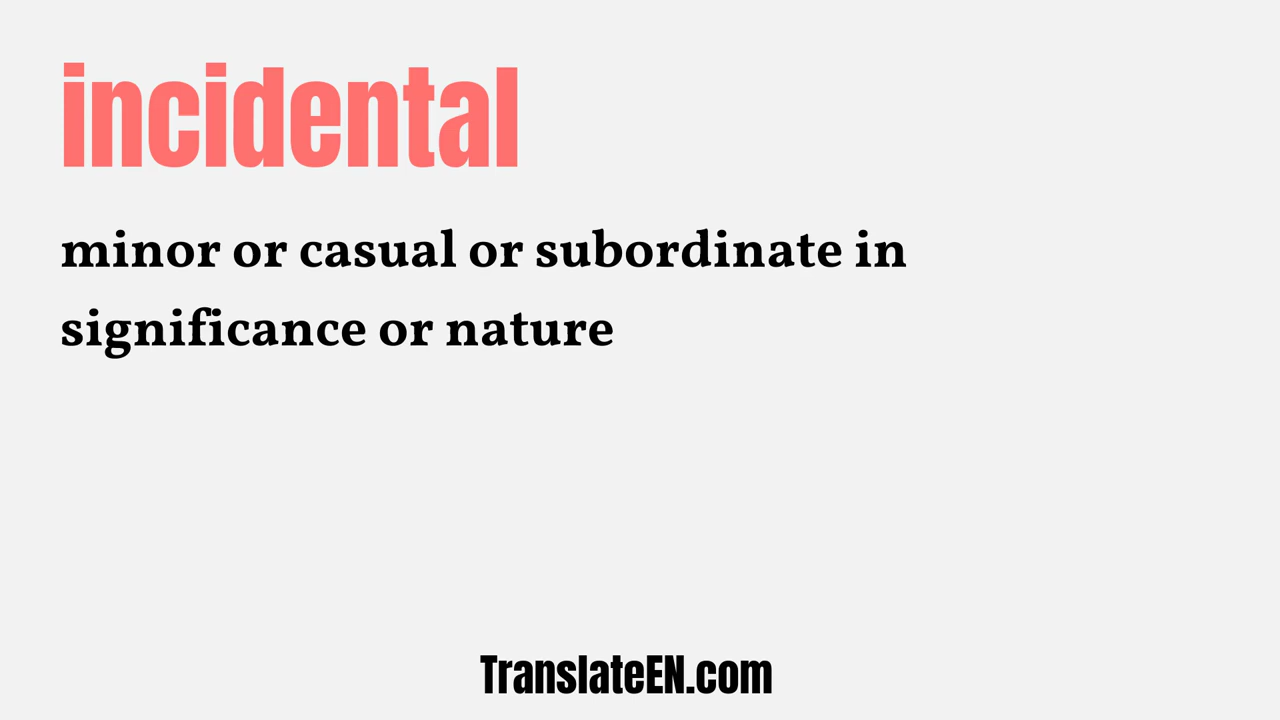 incidental
minor or casual or subordinate in
significance or nature
TranslateEN.com